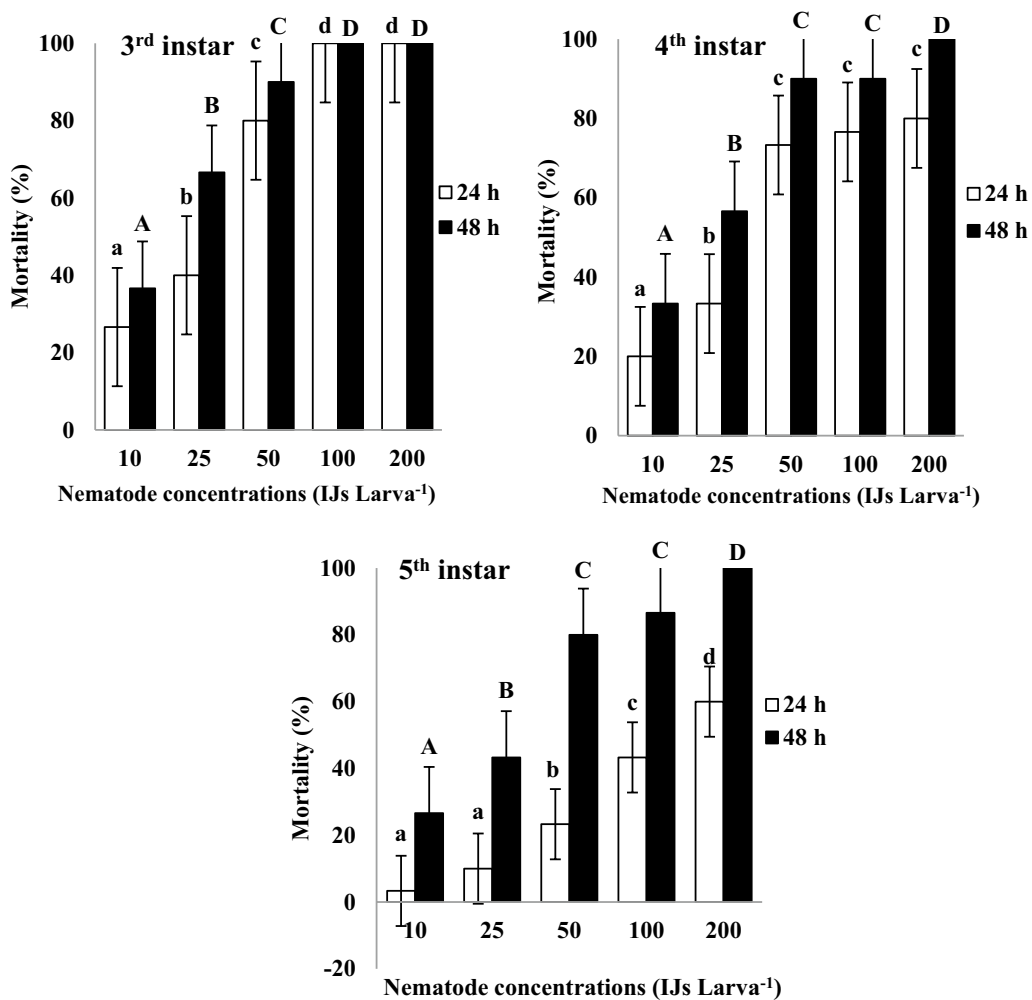 3rd instar
100
80
60
40
20
0
Mortality (%)
a A b B c C d D d D
24 h
48 h
10 25 50 100 200
Nematode concentrations (IJs Larva-1)
4th instar
100
80
60
40
20
0
Mortality (%)
a A b B c C c C c D
24 h
48 h
10 25 50 100 200
Nematode concentrations (IJs Larva-1)
5th instar
100
80
60
40
20
0
-20
Mortality (%)
a A a B b C c C d D
24 h
48 h
10 25 50 100 200
Nematode concentrations (IJs Larva-1)